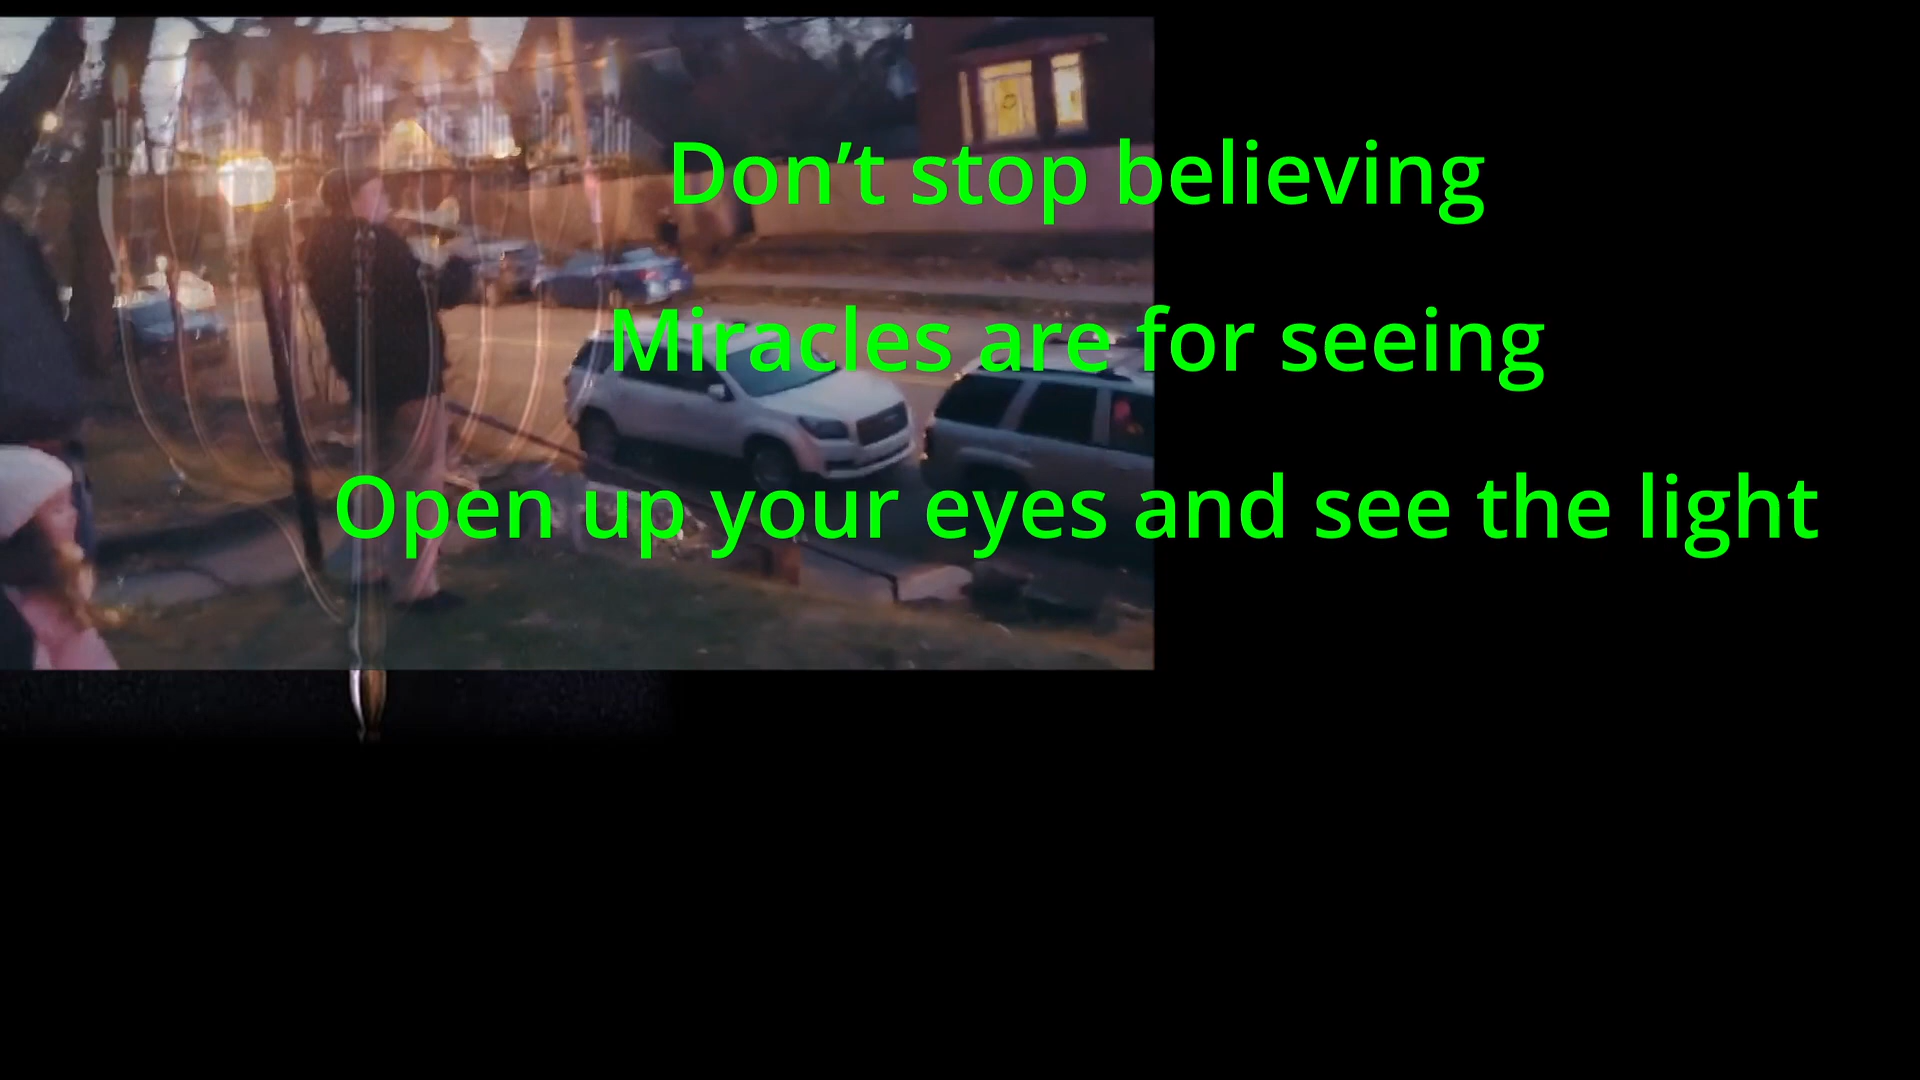 Don’t stop believing
Miracles are for seeing
Open up your eyes and see the light